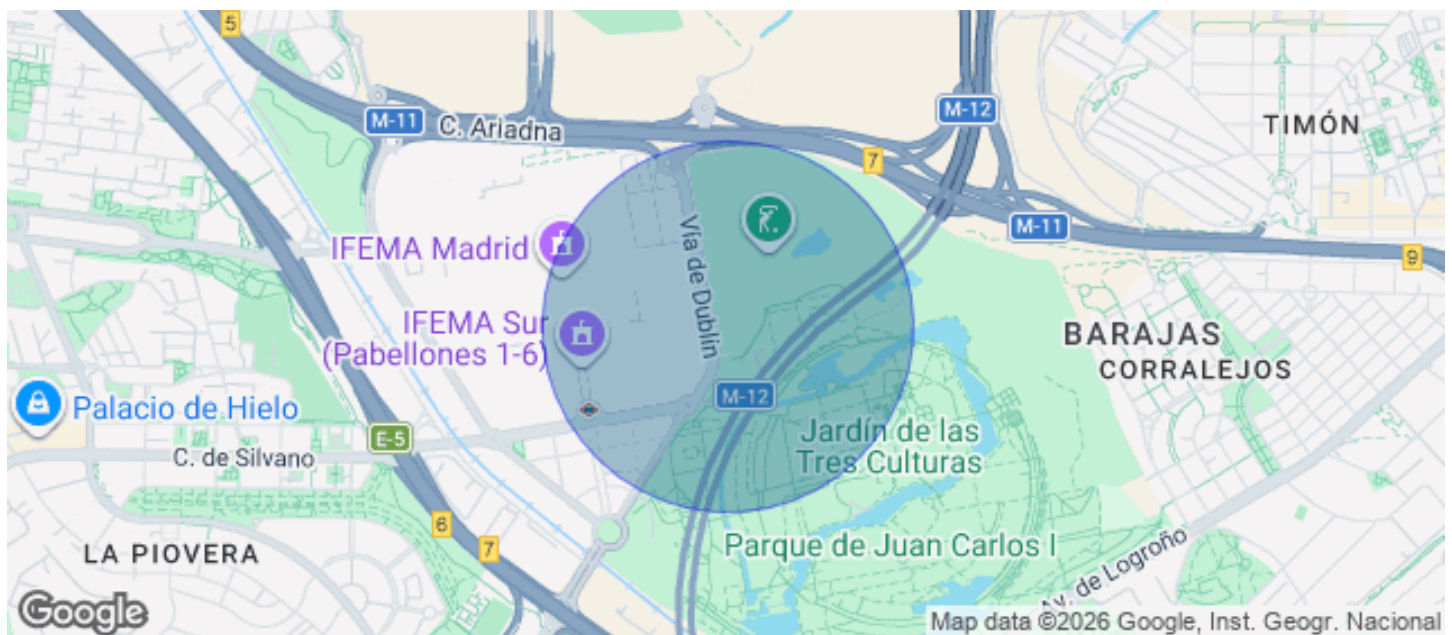 5
M-11
C. Ariadna
M-12
TIMÓN
7
M-11
9
IFEMA Madrid
Vía de Dublín
IFEMA Sur
(Pabellones 1-6)
BARAJAS
CORRALEJOS
Palacio de Hielo
M-12
E-5
C. de Silvano
Jardín de las
Tres Culturas
6
7
LA PIOVERA
Parque de Juan Carlos I
Av. de Logroño
Google
Map data ©2026 Google, Inst. Geogr. Nacional